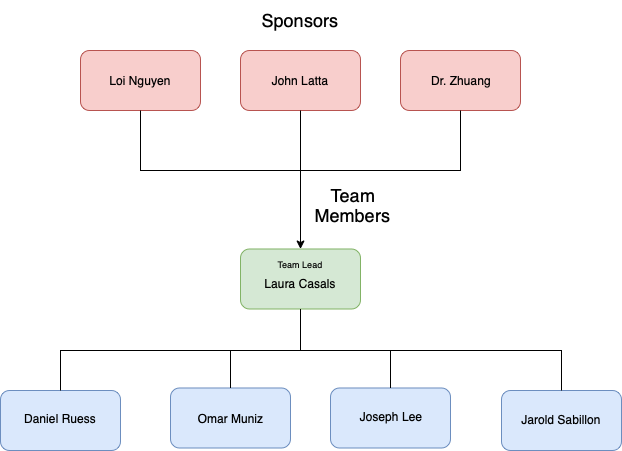 Sponsors
Loi Nguyen
John Latta
Dr. Zhuang
Team
Members
Team Lead
Laura Casals
Daniel Ruess
Omar Muniz
Joseph Lee
Jarold Sabillon